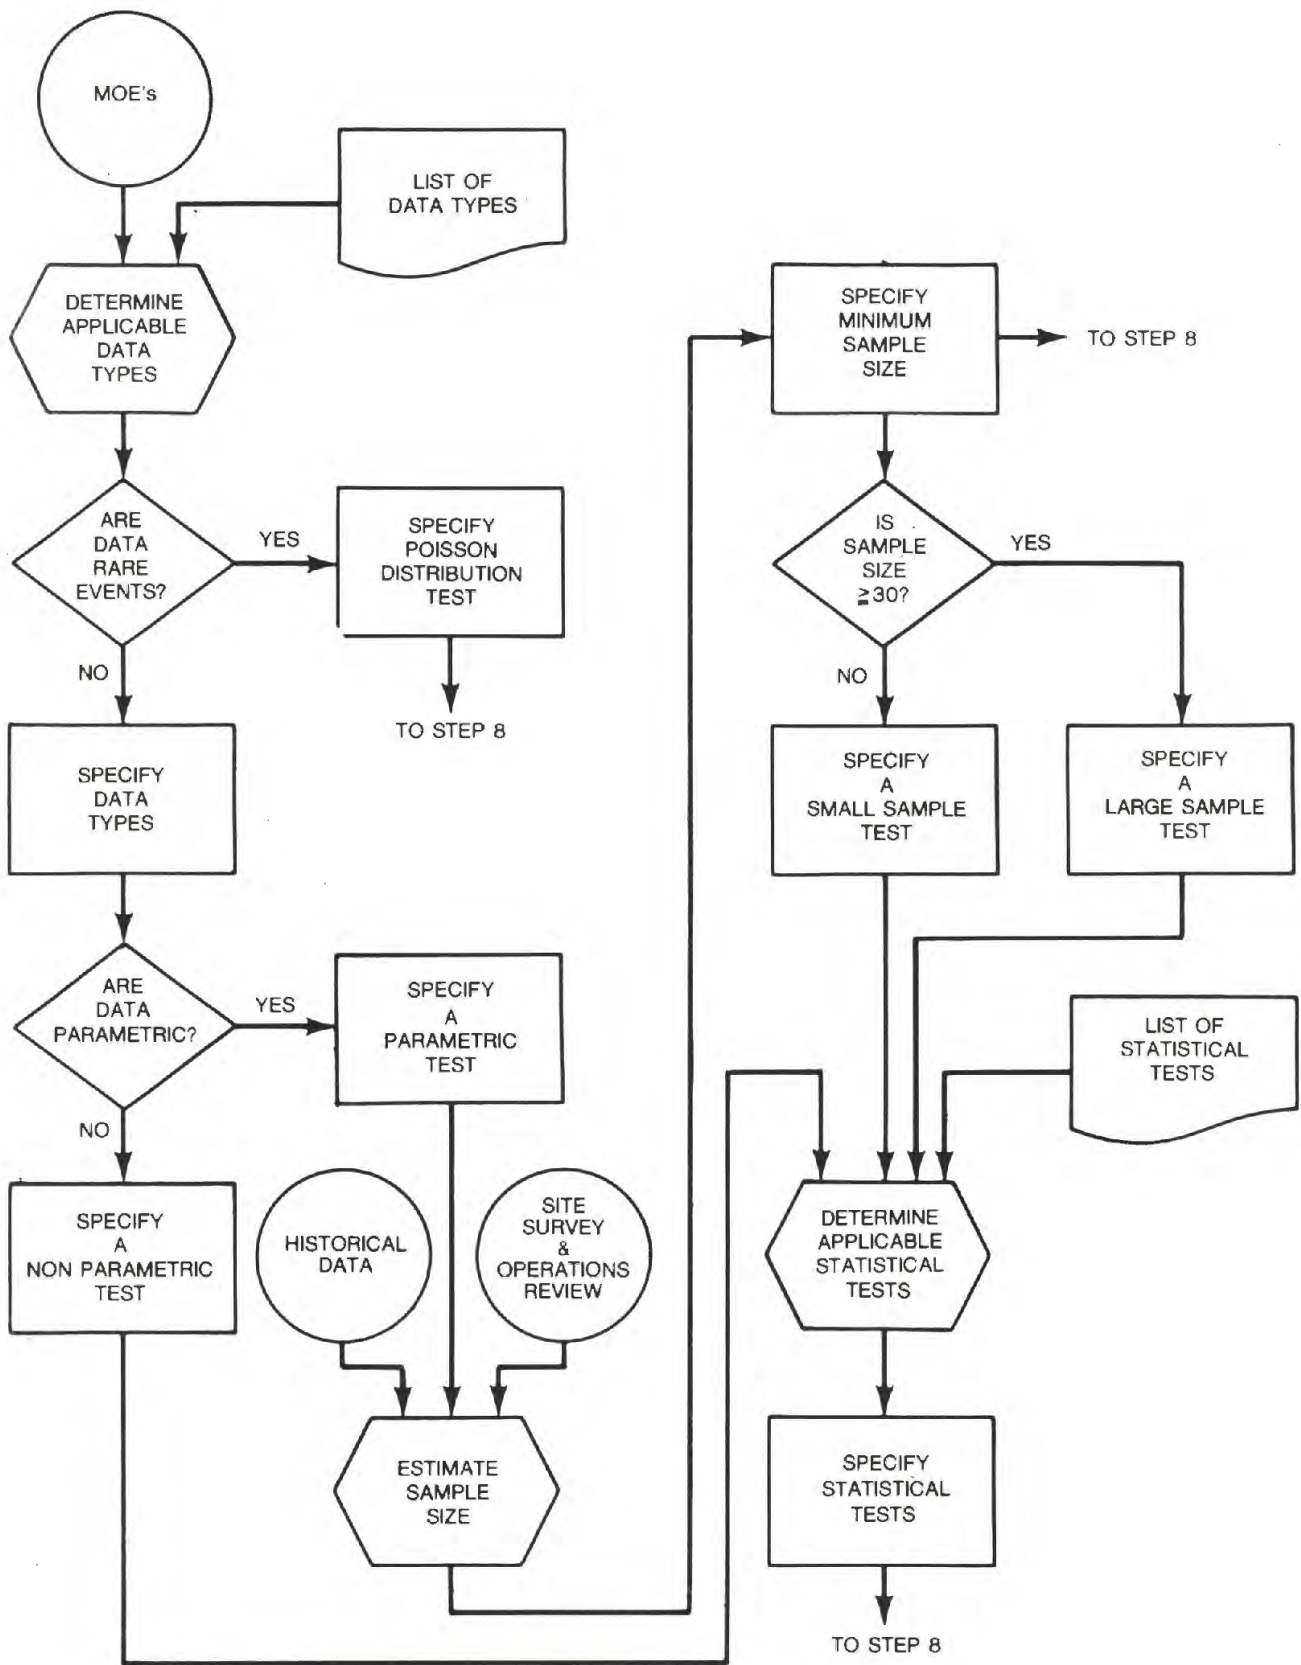 MOE's
LIST OF
DATA TYPES
DETERMINE
APPLICABLE
DATA
TYPES
ARE
DATA
RARE
EVENTS?
YES
SPECIFY
POISSON
DISTRIBUTION
TEST
TO STEP 8
NO
SPECIFY
DATA
TYPES
ARE
DATA
PARAMETRIC?
YES
SPECIFY
A
PARAMETRIC
TEST
NO
SPECIFY
A
NON PARAMETRIC
TEST
HISTORICAL
DATA
SITE
SURVEY
&
OPERATIONS
REVIEW
ESTIMATE
SAMPLE
SIZE
SPECIFY
MINIMUM
SAMPLE
SIZE
TO STEP 8
IS
SAMPLE
SIZE
≥30?
YES
NO
SPECIFY
A
SMALL SAMPLE
TEST
SPECIFY
A
LARGE SAMPLE
TEST
LIST OF
STATISTICAL
TESTS
DETERMINE
APPLICABLE
STATISTICAL
TESTS
SPECIFY
STATISTICAL
TESTS
TO STEP 8